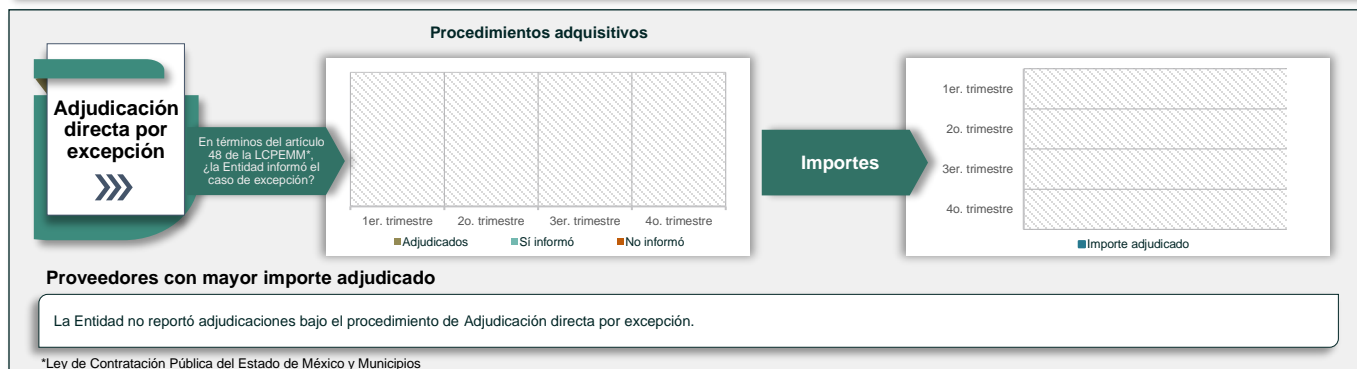 Procedimientos adquisitivos
Adjudicación
directa por
excepción
En términos del artículo
48 de la LCPEMM*,
¿la Entidad informó el
caso de excepción?
1er. trimestre 2o. trimestre 3er. trimestre 4o. trimestre
Adjudicados Sí informó No informó
Importes
1er. trimestre
2o. trimestre
3er. trimestre
4o. trimestre
Importe adjudicado
Proveedores con mayor importe adjudicado
La Entidad no reportó adjudicaciones bajo el procedimiento de Adjudicación directa por excepción.
*Ley de Contratación Pública del Estado de México y Municipios